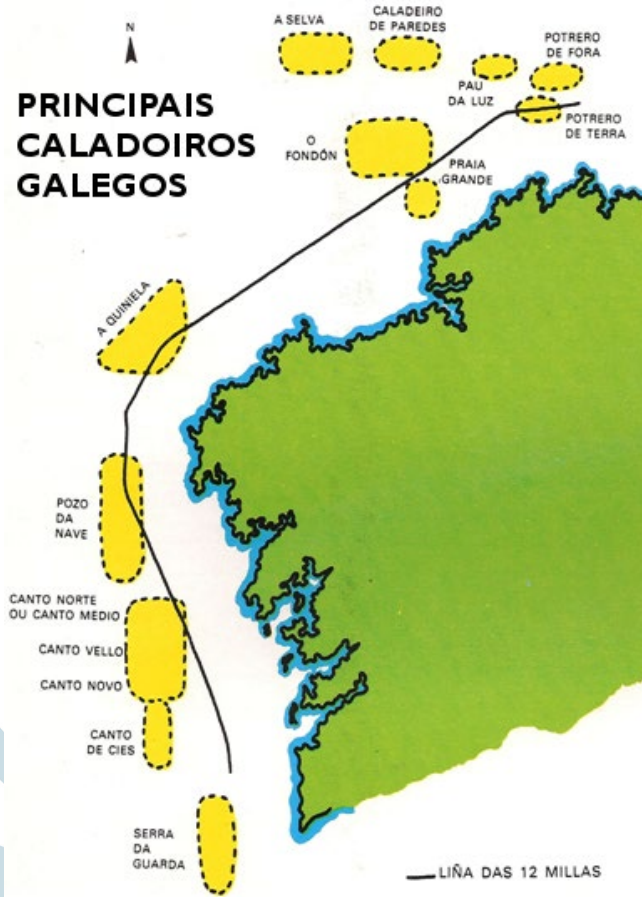 N
PRINCIPAIS
CALADOIROS
GALEGOS
A SELVA
CALADEIRO
DE PAREDES
PAU
DA LUZ
POTRERO
DE FORA
POTRERO
DE TERRA
O
FONDÓN
PRAIA
GRANDE
A QUINIELA
POZO
DA
NAVE
CANTO NORTE
OU CANTO MEDIO
CANTO VELLO
CANTO NOVO
CANTO
DE CIES
SERRA
DA
GUARDA
LIÑA DAS 12 MILLAS